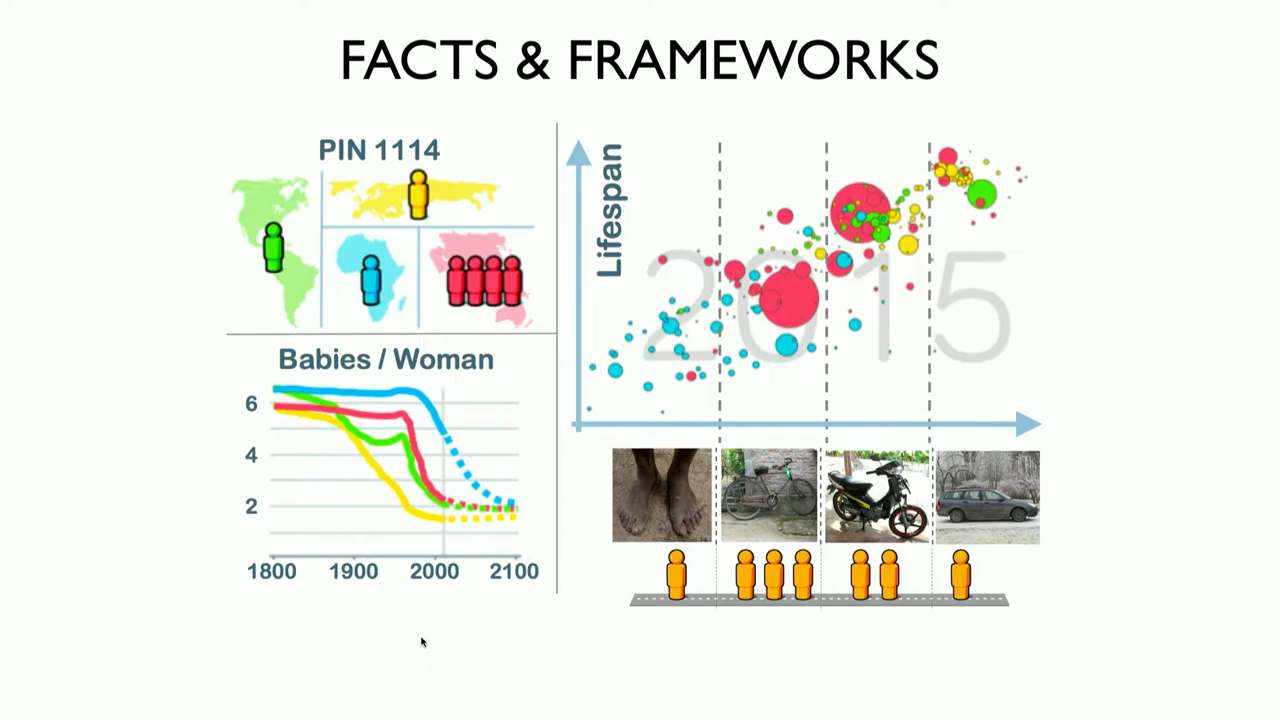 FACTS & FRAMEWORKS
PIN 1114
Babies / Woman
6
4
2
1800 1900 2000 2100
Lifespan
2015